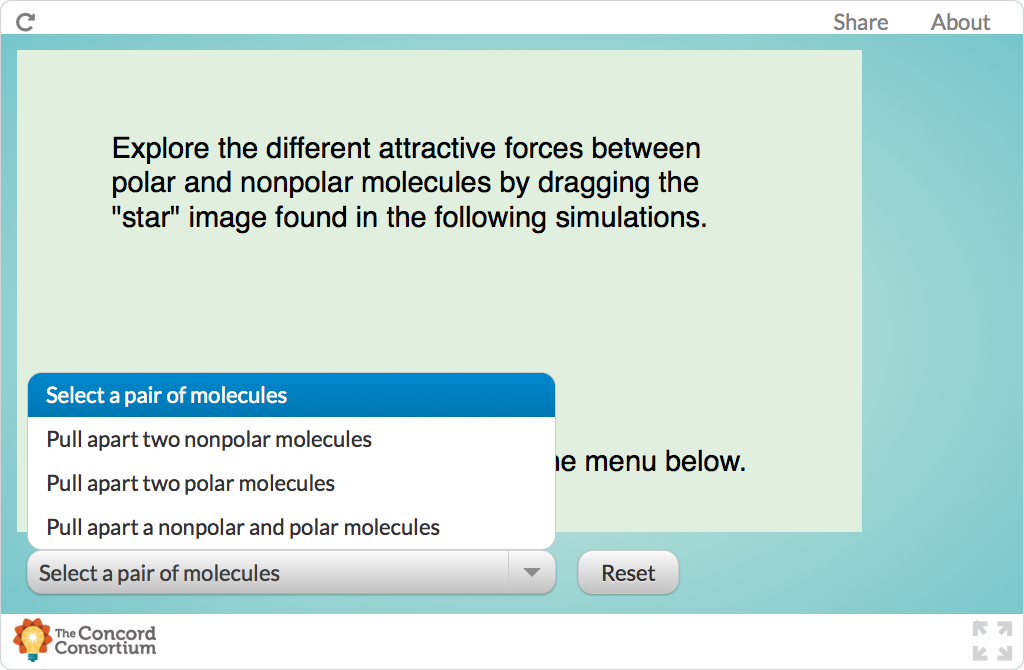 Share About
Explore the different attractive forces between
polar and nonpolar molecules by dragging the
"star" image found in the following simulations.
Select a pair of molecules
Pull apart two nonpolar molecules
menu below.
Pull apart two polar molecules
Pull apart a nonpolar and polar molecules
Select a pair of molecules
Reset
The Concord
Consortium